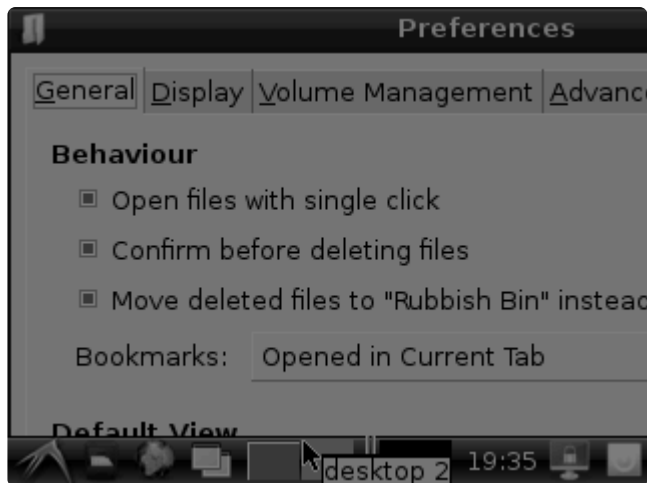 Preferences
General Display Volume Management
Behaviour
Open files with single click
Confirm before deleting files
Move deleted files to "Rubbish Bin" instead
Bookmarks: Opened in Current Tab
Default View
desktop 2 19:35